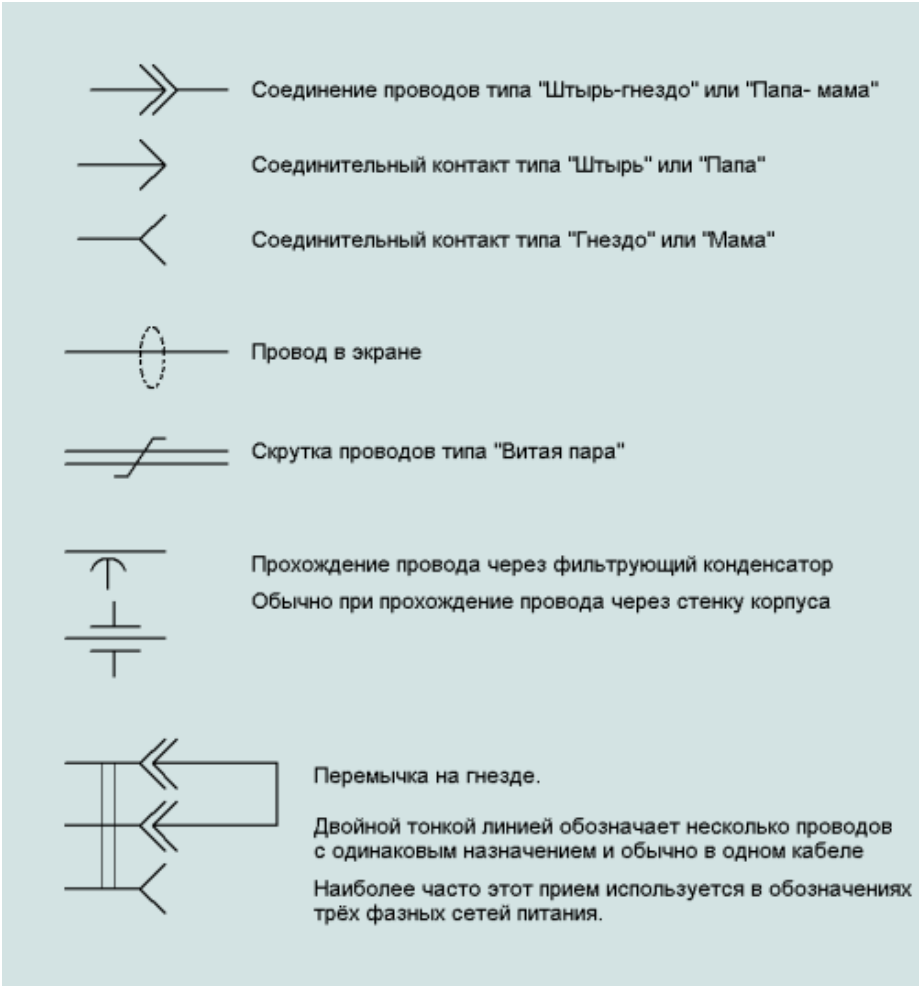 Соединение проводов типа "Штырь-гнездо" или "Папа- мама"
Соединительный контакт типа "Штырь" или "Папа"
Соединительный контакт типа "Гнездо" или "Мама"
Провод в экране
Скрутка проводов типа "Витая пара"
Прохождение провода через фильтрующий конденсатор
Обычно при прохождение провода через стенку корпуса
Перемычка на гнезде.
Двойной тонкой линией обозначает несколько проводов
с одинаковым назначением и обычно в одном кабеле
Наиболее часто этот прием используется в обозначениях
трёх фазных сетей питания.